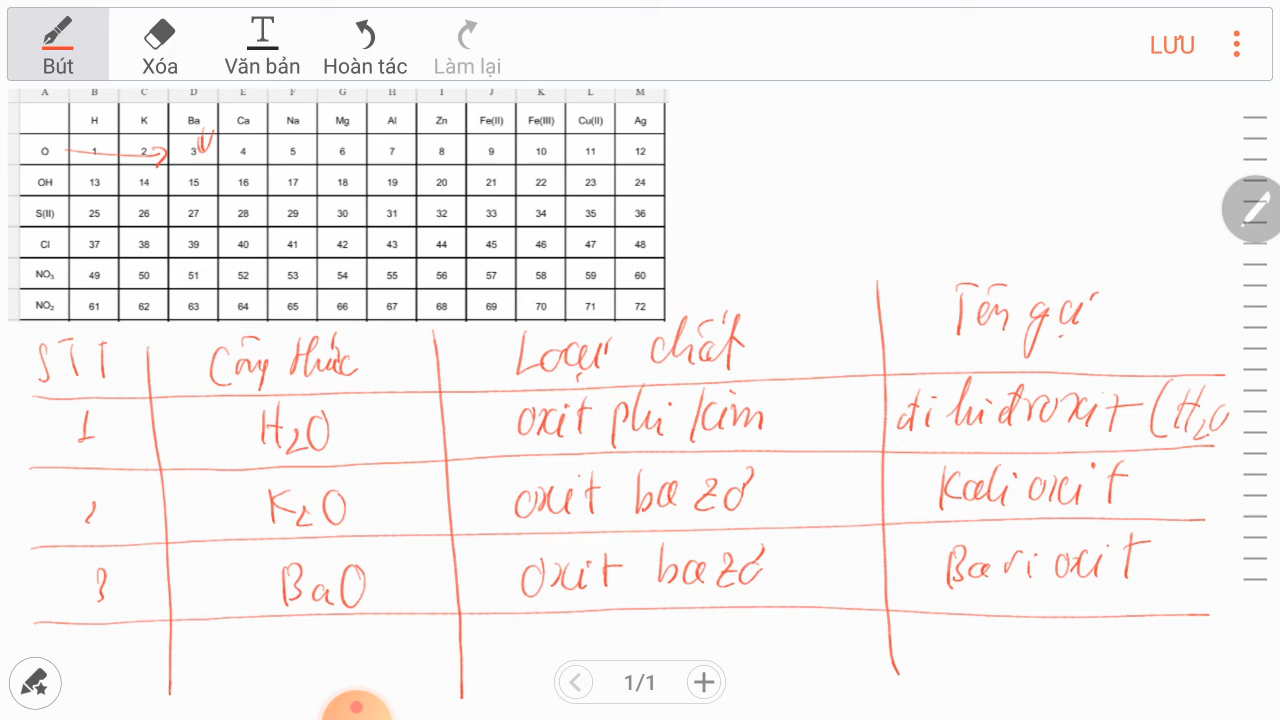 Bút Xóa Văn bản Hoàn tác Làm lại LƯU
A B C D E F G H I J K L M
H K Ba Ca Na Mg Al Zn Fe(II) Fe(III) Cu(II) Ag
O 1 2 3 4 5 6 7 8 9 10 11 12
OH 13 14 15 16 17 18 19 20 21 22 23 24
S(II) 25 26 27 28 29 30 31 32 33 34 35 36
Cl 37 38 39 40 41 42 43 44 45 46 47 48
NO₃ 49 50 51 52 53 54 55 56 57 58 59 60
NO₂ 61 62 63 64 65 66 67 68 69 70 71 72
STT Công thức Loại chất Tên gọi
1 H₂O oxit phi kim đi hiđroxit (H₂O
2 K₂O oxit bazơ Kali oxit
3 BaO oxit bazơ Bari oxit
1/1